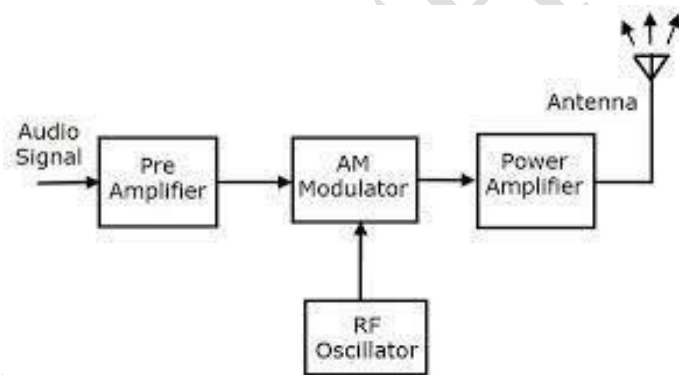 Audio
Signal
Pre
Amplifier
AM
Modulator
Power
Amplifier
Antenna
RF
Oscillator